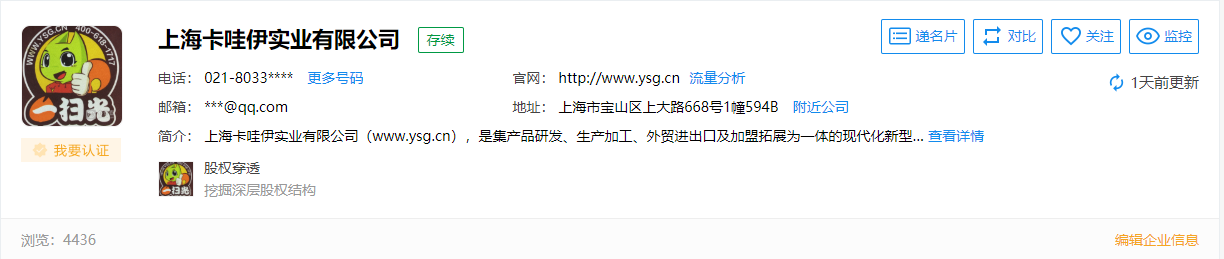 WWW.YSG.CN 400-618-1717
一扫光
我要认证
上海卡哇伊实业有限公司 存续
递名片 对比 关注 监控
电话： 021-8033**** 更多号码 官网： http://www.ysg.cn 流量分析
1天前更新
邮箱： ***@qq.com 地址： 上海市宝山区上大路668号1幢594B 附近公司
简介： 上海卡哇伊实业有限公司（www.ysg.cn），是集产品研发、生产加工、外贸进出口及加盟拓展为一体的现代化新型... 查看详情
一扫光
股权穿透
挖掘深层股权结构
浏览：4436
编辑企业信息